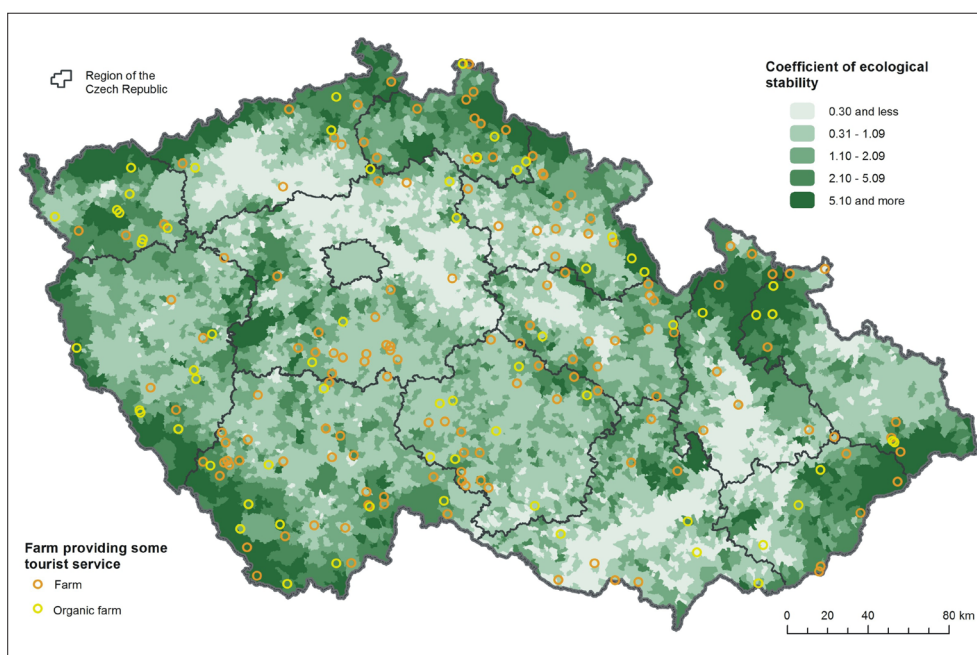 Region of the
Czech Republic
Coefficient of ecological
stability
0.30 and less
0.31 - 1.09
1.10 - 2.09
2.10 - 5.09
5.10 and more
Farm providing some
tourist service
Farm
Organic farm
0 20 40 80 km